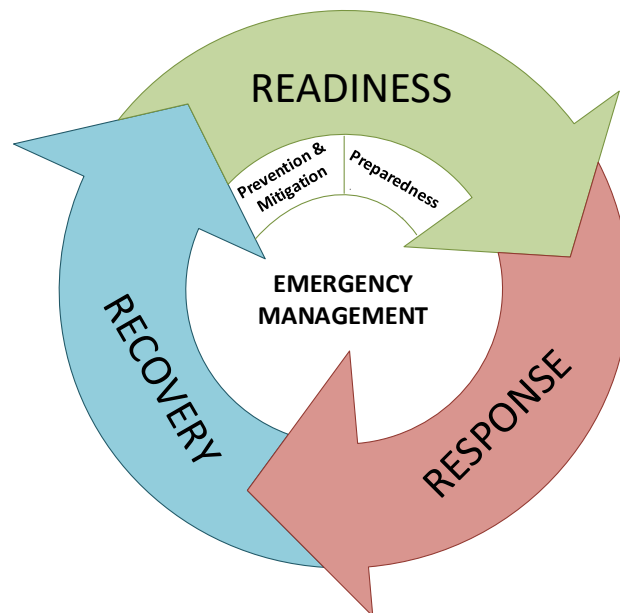 READINESS
Prevention &
Mitigation
Preparedness
EMERGENCY
MANAGEMENT
RECOVERY
RESPONSE